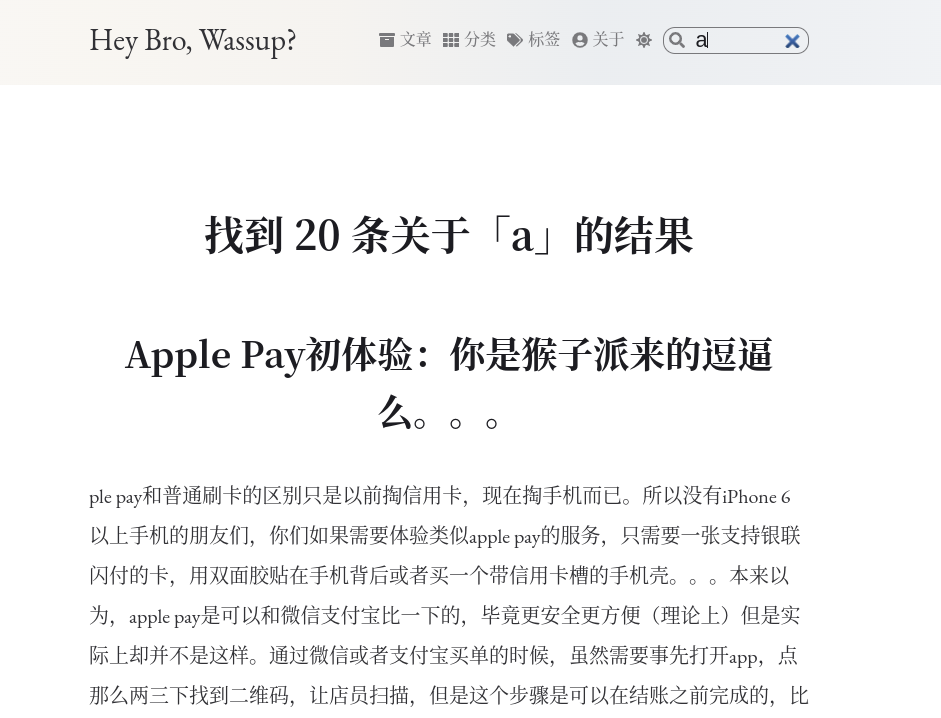 Hey Bro, Wassup?
文章 分类 标签 关于 a
找到 20 条关于「a」的结果
Apple Pay初体验：你是猴子派来的逗逼
么。。。
ple pay和普通刷卡的区别只是以前掏信用卡，现在掏手机而已。所以没有iPhone 6
以上手机的朋友们，你们如果需要体验类似apple pay的服务，只需要一张支持银联
闪付的卡，用双面胶贴在手机背后或者买一个带信用卡槽的手机壳。。。本来以
为，apple pay是可以和微信支付宝比一下的，毕竟更安全更方便（理论上）但是实
际上却并不是这样。通过微信或者支付宝买单的时候，虽然需要事先打开app，点
那么两三下找到二维码，让店员扫描，但是这个步骤是可以在结账之前完成的，比